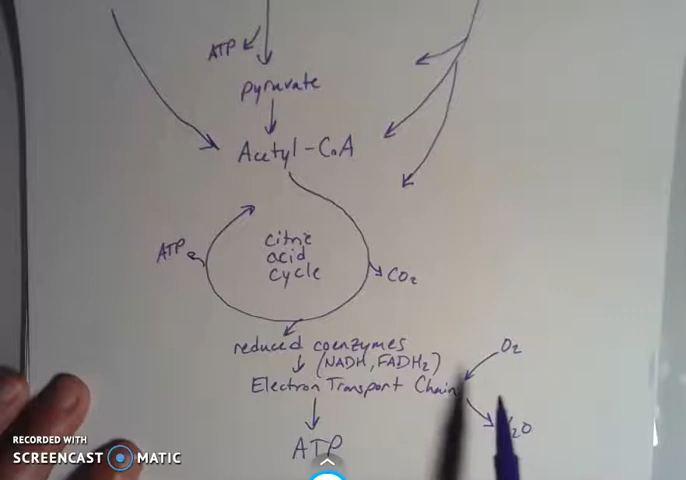 ATP
pyruvate
Acetyl-CoA
citric
acid
cycle
ATP
CO₂
reduced coenzymes
(NADH, FADH₂)
O₂
Electron Transport Chain
H₂O
ATP
RECORDED WITH
SCREENCAST MATIC